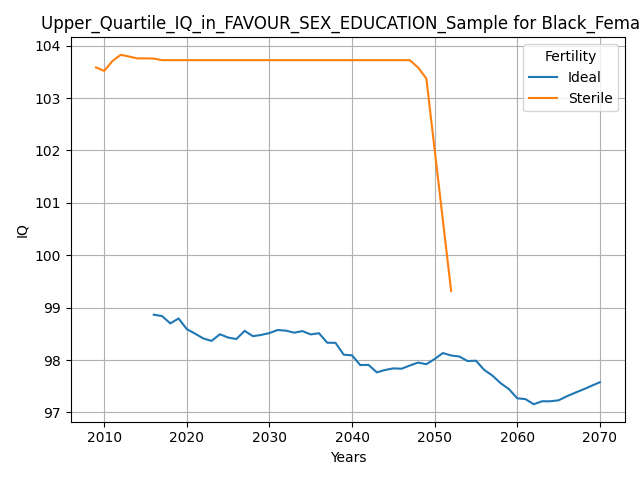 Upper_Quartile_IQ_in_FAVOUR_SEX_EDUCATION_Sample for Black_Fema
Fertility
Ideal
Sterile
104
103
102
101
100
99
98
97
IQ
2010 2020 2030 2040 2050 2060 2070
Years